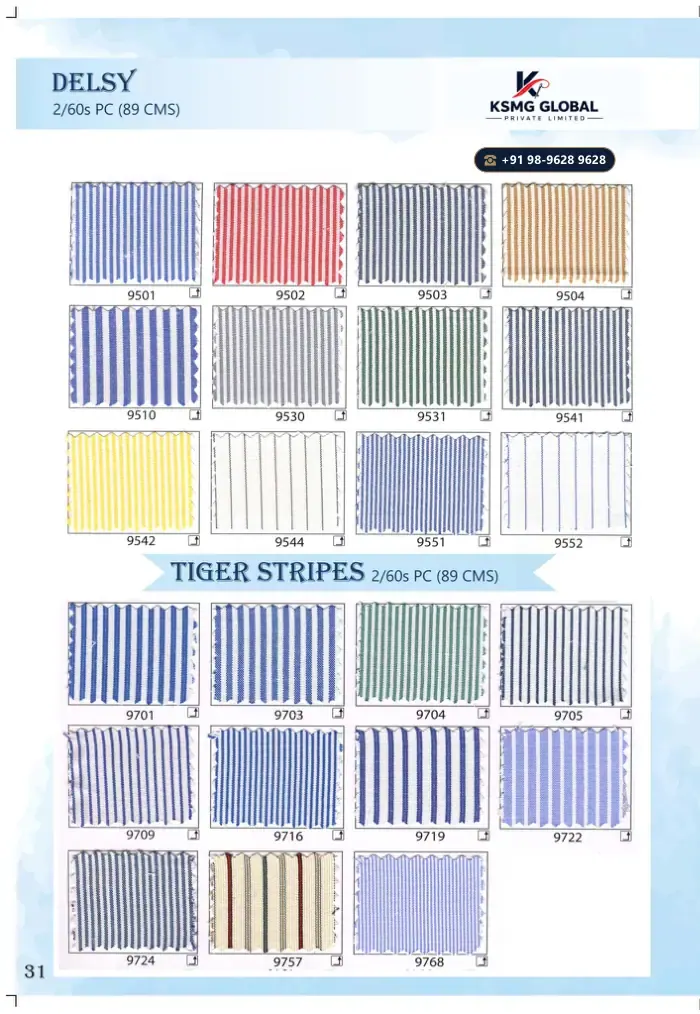 DELSY
2/60s PC (89 CMS)
KSMG GLOBAL
PRIVATE LIMITED
+91 98-9628 9628
9501 9502 9503 9504
9510 9530 9531 9541
9542 9544 9551 9552
TIGER STRIPES 2/60s PC (89 CMS)
9701 9703 9704 9705
9709 9716 9719 9722
9724 9757 9768
31